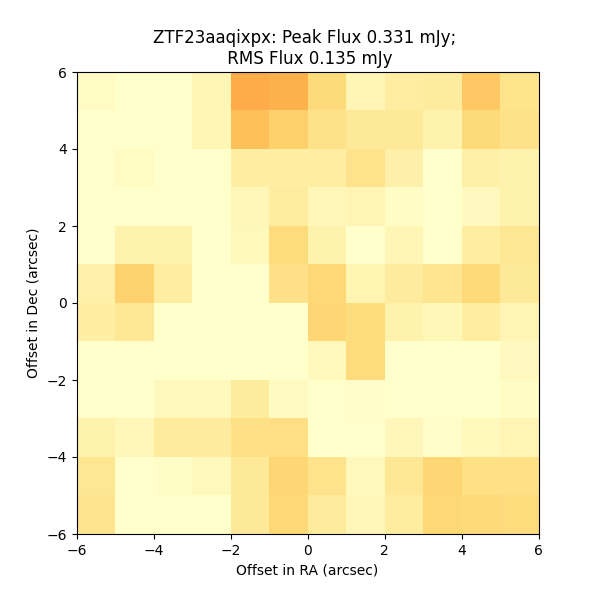 ZTF23aaqixpx: Peak Flux 0.331 mJy;
RMS Flux 0.135 mJy
6
4
2
0
−2
−4
−6
Offset in Dec (arcsec)
−6 −4 −2 0 2 4 6
Offset in RA (arcsec)